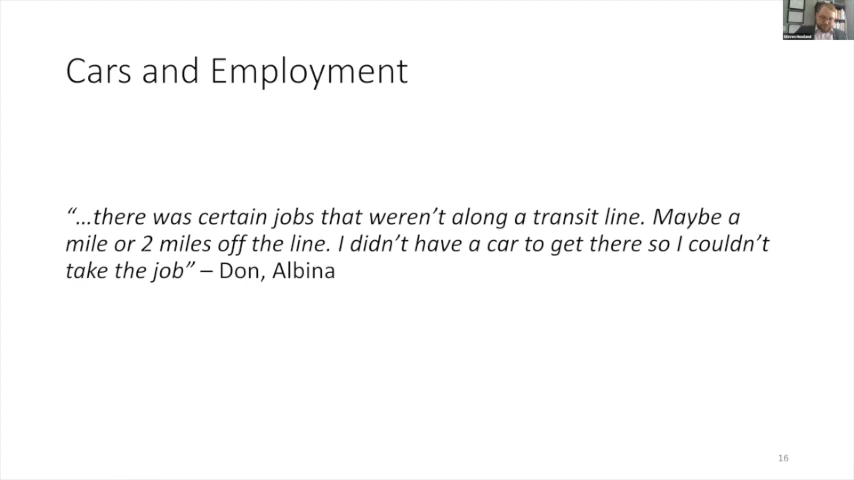 Cars and Employment
“…there was certain jobs that weren’t along a transit line. Maybe a
mile or 2 miles off the line. I didn’t have a car to get there so I couldn’t
take the job” – Don, Albina
16